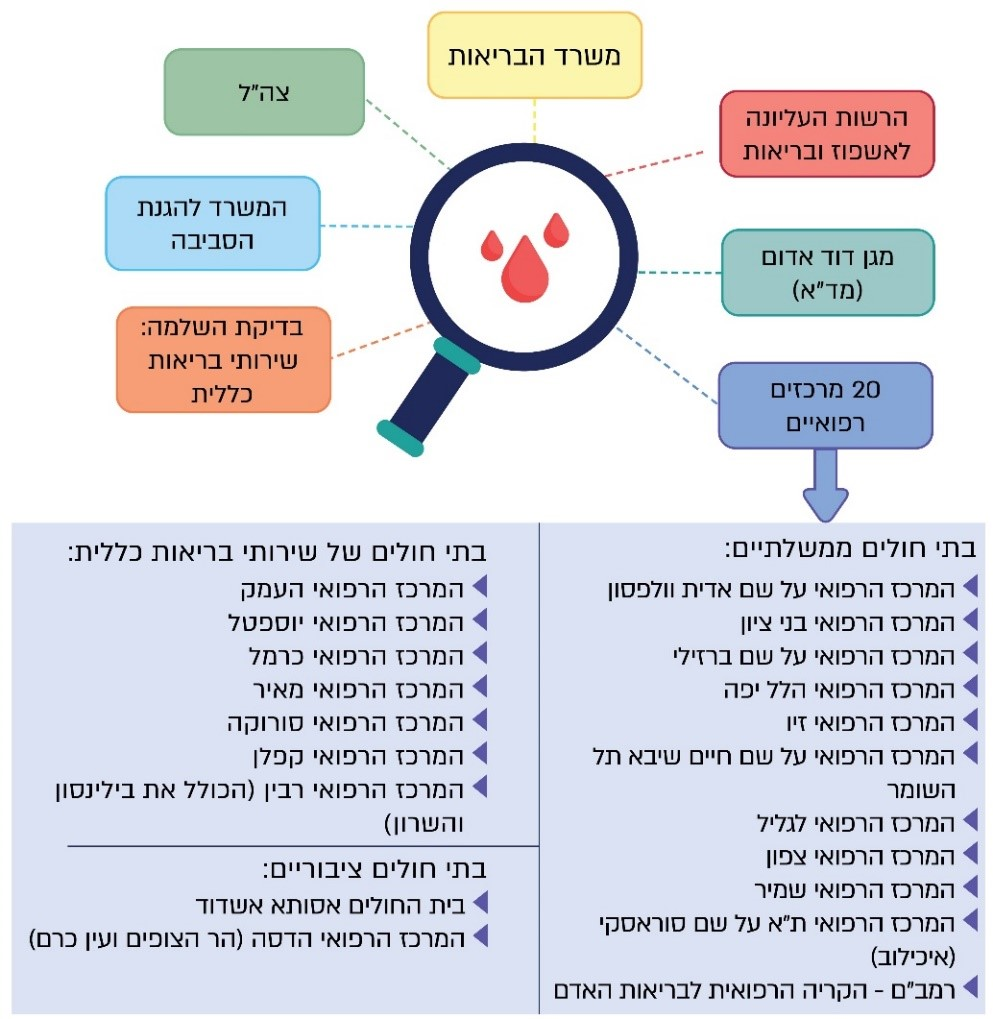 משרד הבריאות
צה"ל
הרשות העליונה
לאשפוז ובריאות
המשרד להגנת
הסביבה
מגן דוד אדום
(מד"א)
בדיקת השלמה:
שירותי בריאות
כללית
20 מרכזים
רפואיים
בתי חולים ממשלתיים:
המרכז הרפואי על שם אדית וולפסון
המרכז הרפואי בני ציון
המרכז הרפואי על שם ברזילי
המרכז הרפואי הלל יפה
המרכז הרפואי זיו
המרכז הרפואי על שם חיים שיבא תל
השומר
המרכז הרפואי לגליל
המרכז הרפואי צפון
המרכז הרפואי שמיר
המרכז הרפואי ת"א על שם סוראסקי
(איכילוב)
רמב"ם - הקריה הרפואית לבריאות האדם
בתי חולים של שירותי בריאות כללית:
המרכז הרפואי העמק
המרכז הרפואי יוספטל
המרכז הרפואי כרמל
המרכז הרפואי מאיר
המרכז הרפואי סורוקה
המרכז הרפואי קפלן
המרכז הרפואי רבין (הכולל את בילינסון
והשרון)
בתי חולים ציבוריים:
בית החולים אסותא אשדוד
המרכז הרפואי הדסה (הר הצופים ועין כרם)